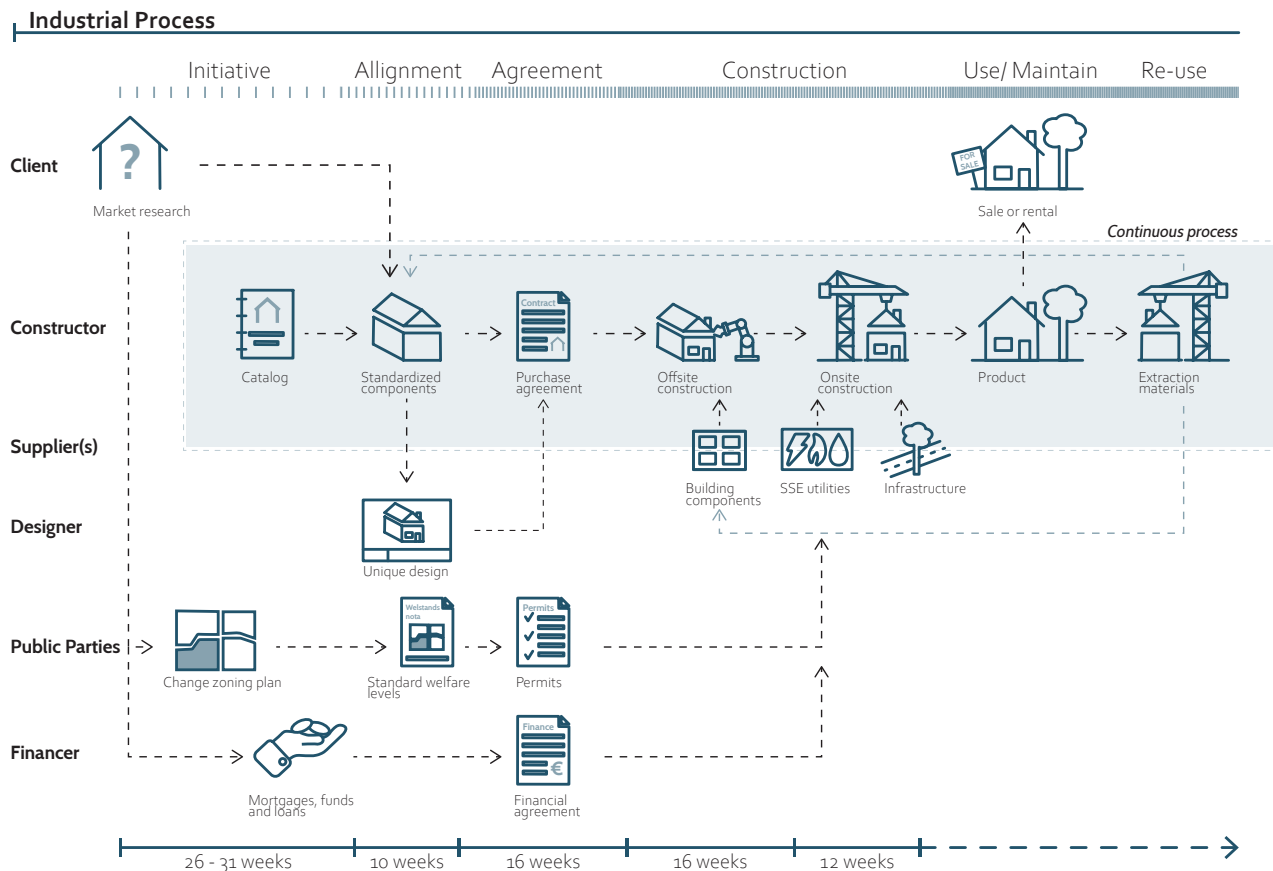 Industrial Process
Initiative
Allignment
Agreement
Construction
Use/ Maintain
Re-use
Client
?
Market research
FOR
SALE
Sale or rental
Continuous process
Constructor
Contract
Catalog
Standardized
components
Purchase
agreement
Offsite
construction
Onsite
construction
Product
Extraction
materials
Supplier(s)
Building
components
SSE utilities
Infrastructure
Designer
Unique design
Public Parties
Welstands
nota
Permits
Change zoning plan
Standard welfare
levels
Permits
Financer
Finance
€
Mortgages, funds
and loans
Financial
agreement
26 - 31 weeks
10 weeks
16 weeks
16 weeks
12 weeks